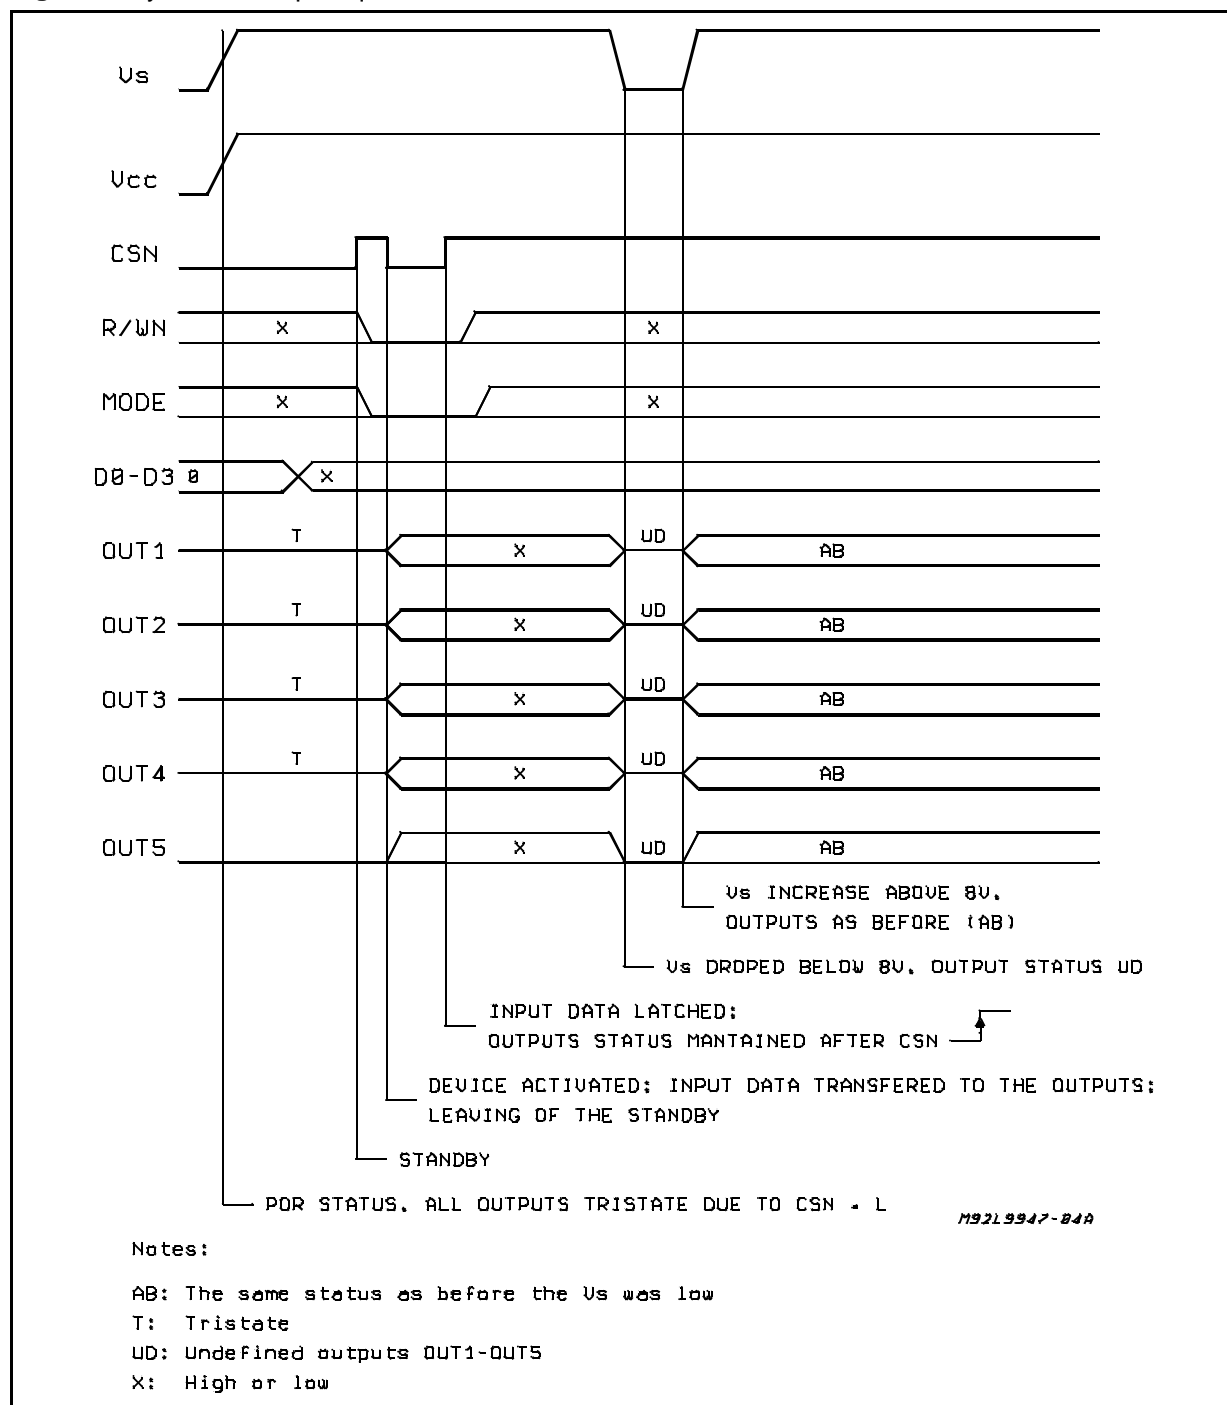 Vs
Vcc
CSN
R/WN X X
MODE X X
D0-D3 0 X
OUT1 T X UD AB
OUT2 T X UD AB
OUT3 T X UD AB
OUT4 T X UD AB
OUT5 X UD AB
Vs INCREASE ABOVE 8V.
OUTPUTS AS BEFORE (AB)
Vs DROPED BELOW 8V. OUTPUT STATUS UD
INPUT DATA LATCHED;
OUTPUTS STATUS MANTAINED AFTER CSN
DEVICE ACTIVATED; INPUT DATA TRANSFERED TO THE OUTPUTS;
LEAVING OF THE STANDBY
STANDBY
POR STATUS. ALL OUTPUTS TRISTATE DUE TO CSN = L
M92L9947-04A
Notes:
AB: The same status as before the Vs was low
T: Tristate
UD: Undefined outputs OUT1-OUT5
X: High or low